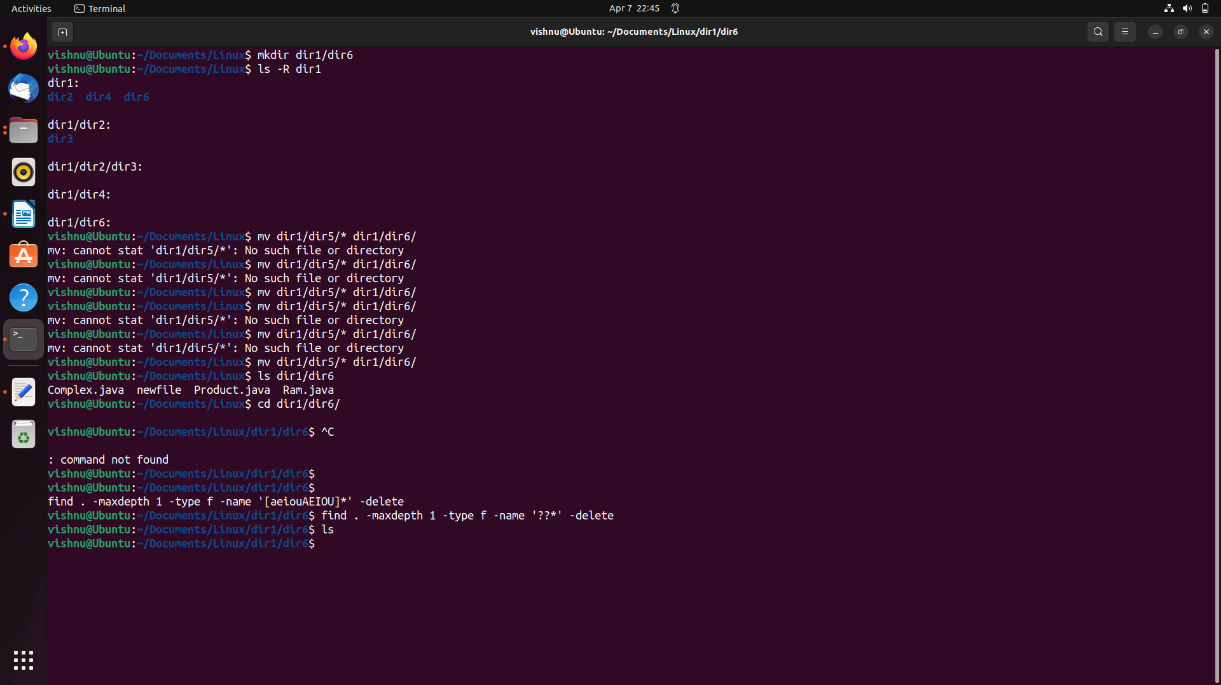 Activities
Terminal
Apr 7 22:45
vishnu@Ubuntu: ~/Documents/Linux/dir1/dir6
vishnu@Ubuntu:~/Documents/Linux$ mkdir dir1/dir6
vishnu@Ubuntu:~/Documents/Linux$ ls -R dir1
dir1:
dir2  dir4  dir6
dir1/dir2:
dir3
dir1/dir2/dir3:
dir1/dir4:
dir1/dir6:
vishnu@Ubuntu:~/Documents/Linux$ mv dir1/dir5/* dir1/dir6/
mv: cannot stat 'dir1/dir5/*': No such file or directory
vishnu@Ubuntu:~/Documents/Linux$ mv dir1/dir5/* dir1/dir6/
mv: cannot stat 'dir1/dir5/*': No such file or directory
vishnu@Ubuntu:~/Documents/Linux$ mv dir1/dir5/* dir1/dir6/
vishnu@Ubuntu:~/Documents/Linux$ mv dir1/dir5/* dir1/dir6/
mv: cannot stat 'dir1/dir5/*': No such file or directory
vishnu@Ubuntu:~/Documents/Linux$ mv dir1/dir5/* dir1/dir6/
mv: cannot stat 'dir1/dir5/*': No such file or directory
vishnu@Ubuntu:~/Documents/Linux$ mv dir1/dir5/* dir1/dir6/
vishnu@Ubuntu:~/Documents/Linux$ ls dir1/dir6
Complex.java  newfile  Product.java  Ram.java
vishnu@Ubuntu:~/Documents/Linux$ cd dir1/dir6/
vishnu@Ubuntu:~/Documents/Linux/dir1/dir6$ ^C
: command not found
vishnu@Ubuntu:~/Documents/Linux/dir1/dir6$
vishnu@Ubuntu:~/Documents/Linux/dir1/dir6$
find . -maxdepth 1 -type f -name '[aeiouAEIOU]*' -delete
vishnu@Ubuntu:~/Documents/Linux/dir1/dir6$ find . -maxdepth 1 -type f -name '??*' -delete
vishnu@Ubuntu:~/Documents/Linux/dir1/dir6$ ls
vishnu@Ubuntu:~/Documents/Linux/dir1/dir6$